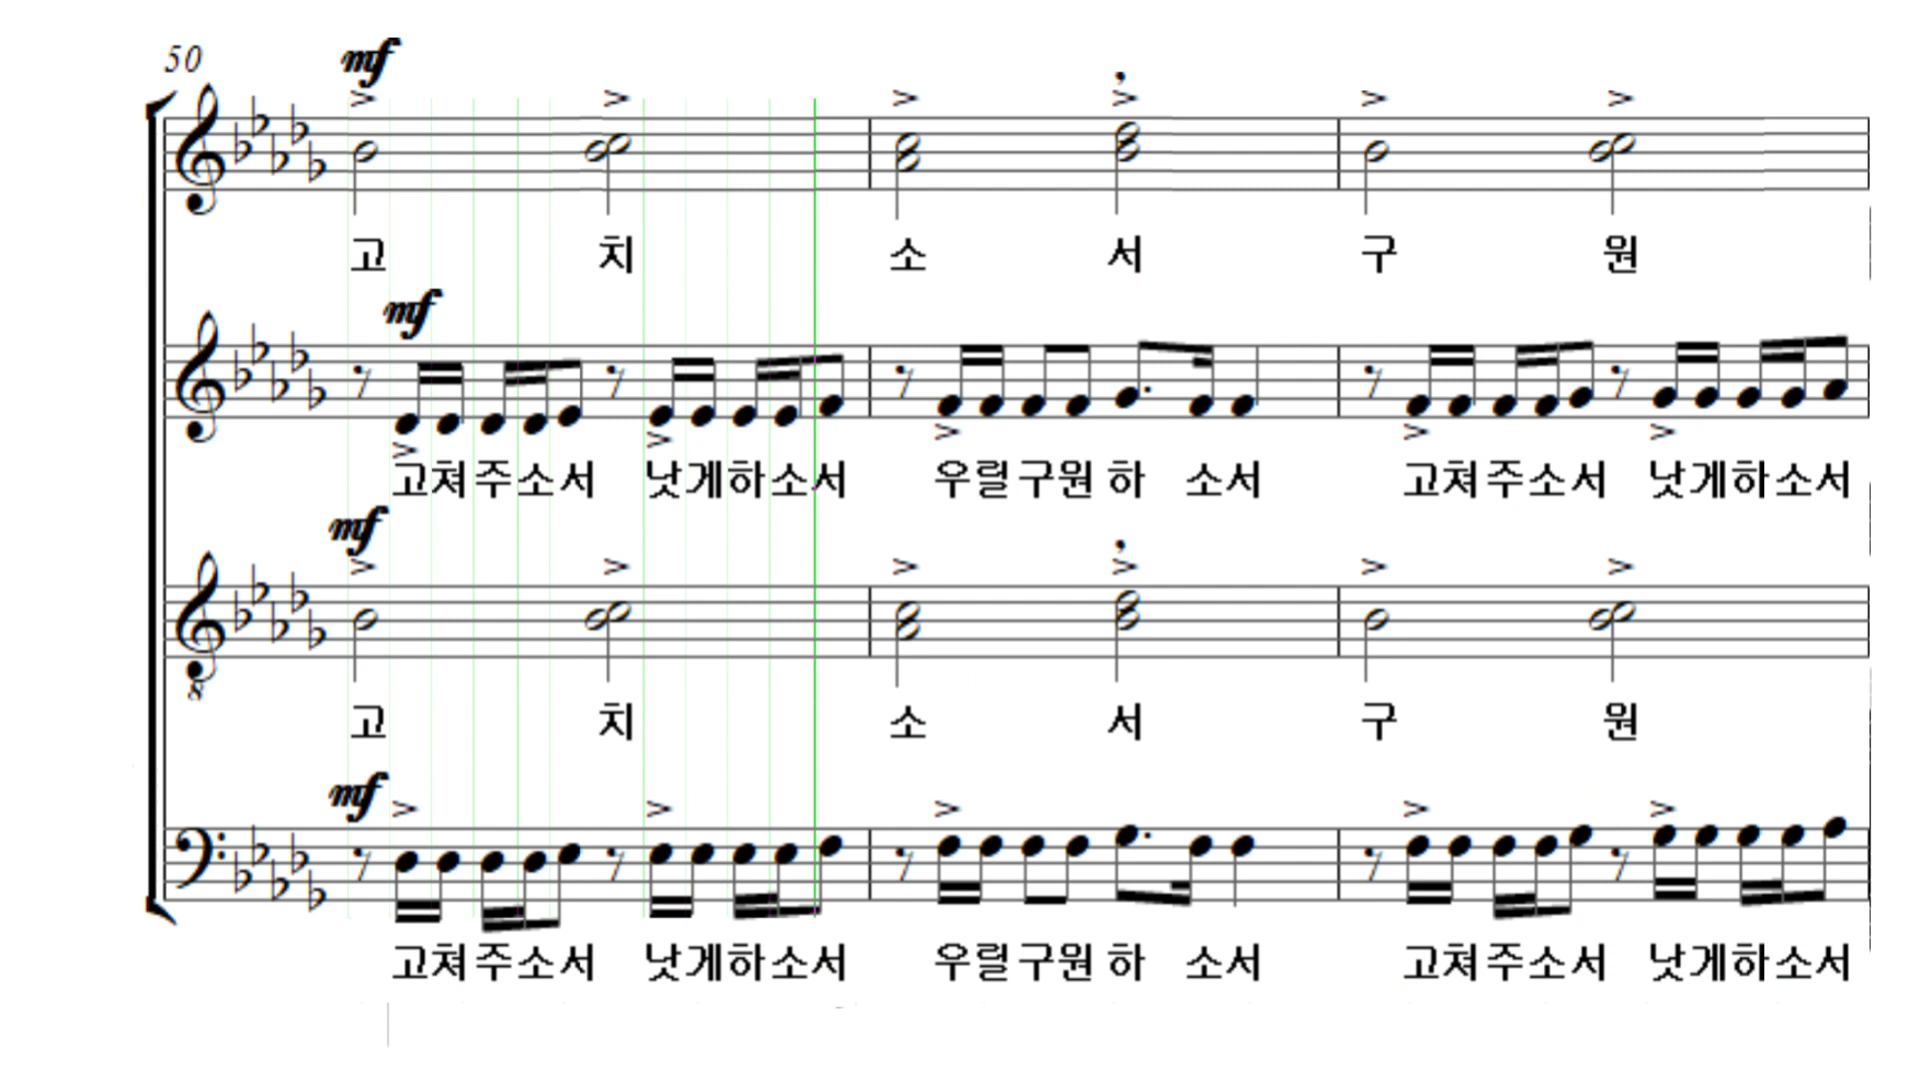 50
mf
고 치 소 서 구 원
mf
고쳐주소서 낫게하소서 우릴구원하 소서 고쳐주소서 낫게하소서
mf
8
고 치 소 서 구 원
mf
고쳐주소서 낫게하소서 우릴구원하 소서 고쳐주소서 낫게하소서